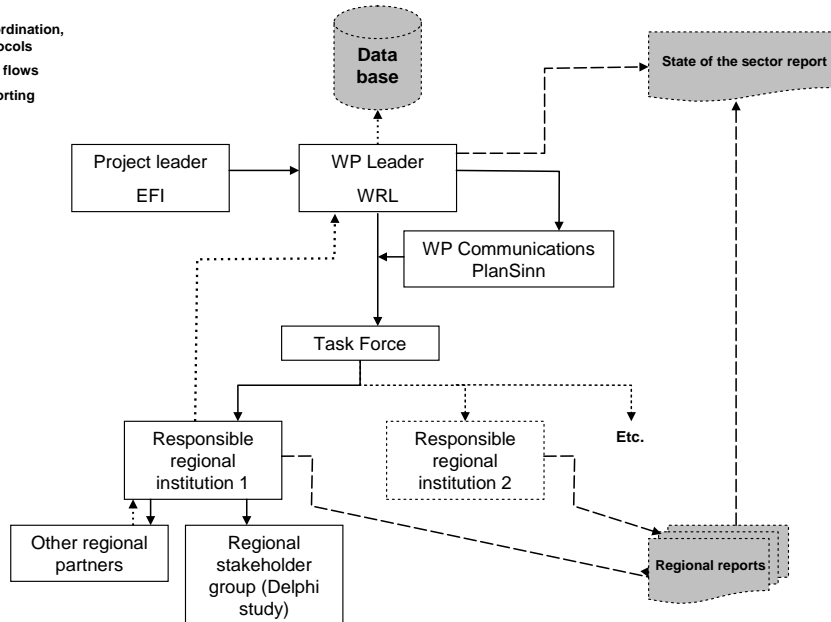 ordination,
ocols
flows
orting
Data
base
State of the sector report
Project leader
EFI
WP Leader
WRL
WP Communications
PlanSinn
Task Force
Responsible
regional
institution 1
Responsible
regional
institution 2
Etc.
Other regional
partners
Regional
stakeholder
group (Delphi
study)
Regional reports